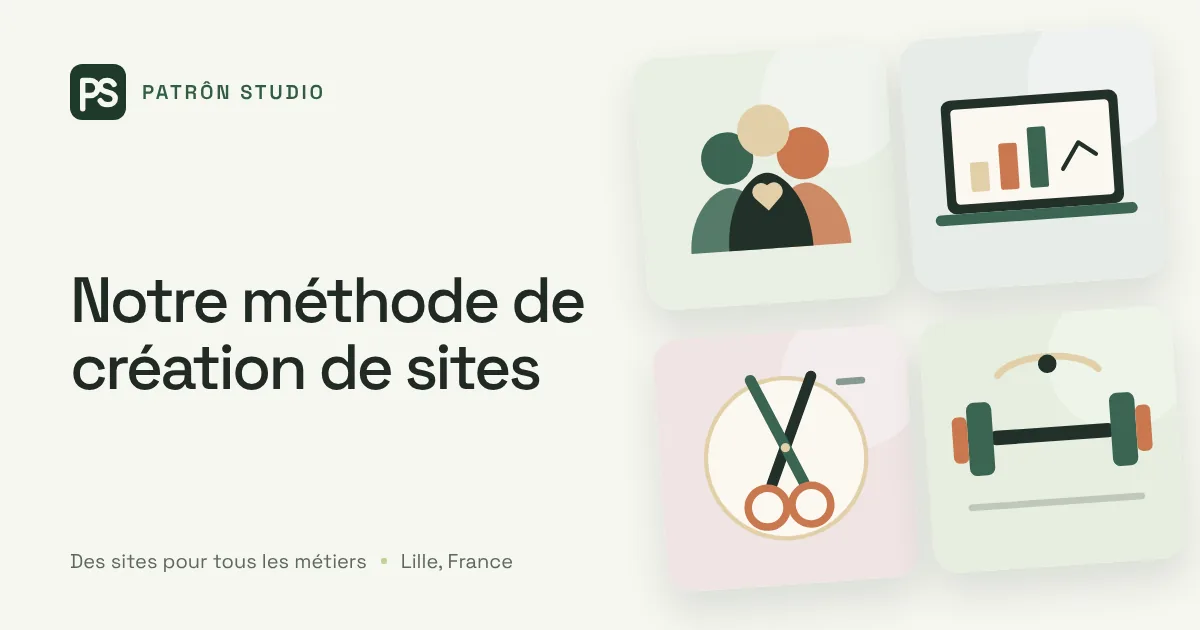 PS PATRÔN STUDIO
Notre méthode de
création de sites
Des sites pour tous les métiers • Lille, France